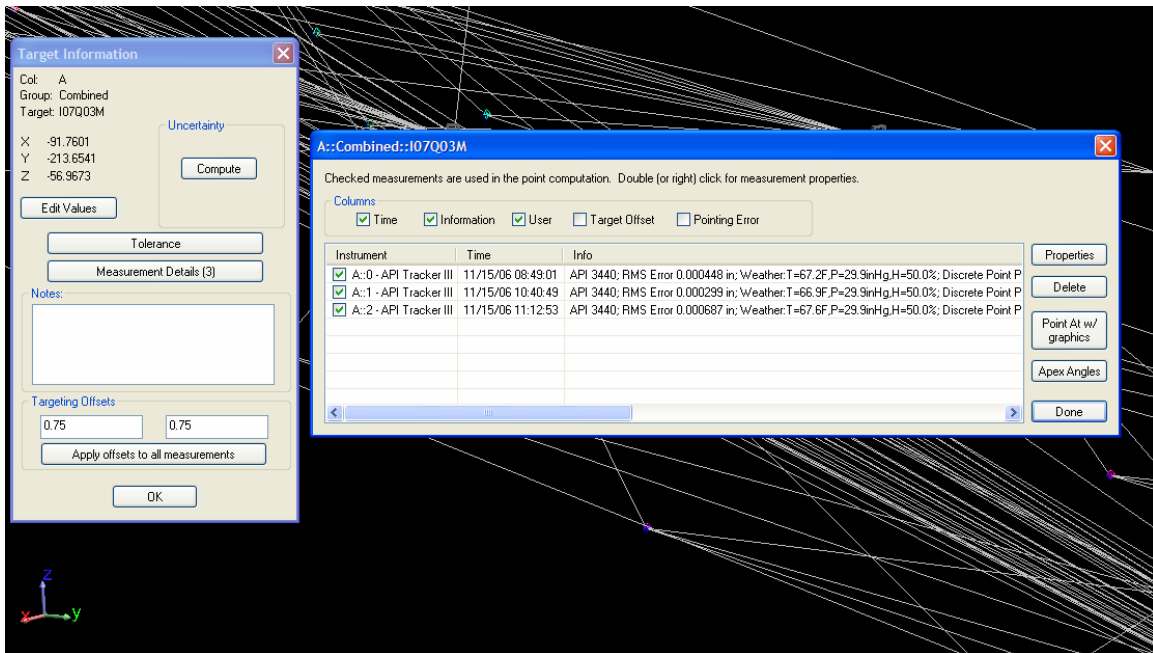 Target Information
Col: A
Group: Combined
Target: I07Q03M
X -91.7601
Y -213.6541
Z -56.9673
Uncertainty
Compute
Edit Values
Tolerance
Measurement Details (3)
Notes:
Targeting Offsets
0.75 0.75
Apply offsets to all measurements
OK
A::Combined::I07Q03M
Checked measurements are used in the point computation. Double (or right) click for measurement properties.
Columns
Time Information User Target Offset Pointing Error
Instrument Time Info
A::0 - API Tracker III 11/15/06 08:49:01 API 3440; RMS Error 0.000448 in; Weather:T=67.2F,P=29.9inHg,H=50.0%; Discrete Point P
A::1 - API Tracker III 11/15/06 10:40:49 API 3440; RMS Error 0.000299 in; Weather:T=66.9F,P=29.9inHg,H=50.0%; Discrete Point P
A::2 - API Tracker III 11/15/06 11:12:53 API 3440; RMS Error 0.000687 in; Weather:T=67.6F,P=29.9inHg,H=50.0%; Discrete Point P
Properties
Delete
Point At w/
graphics
Apex Angles
Done
Z
X Y